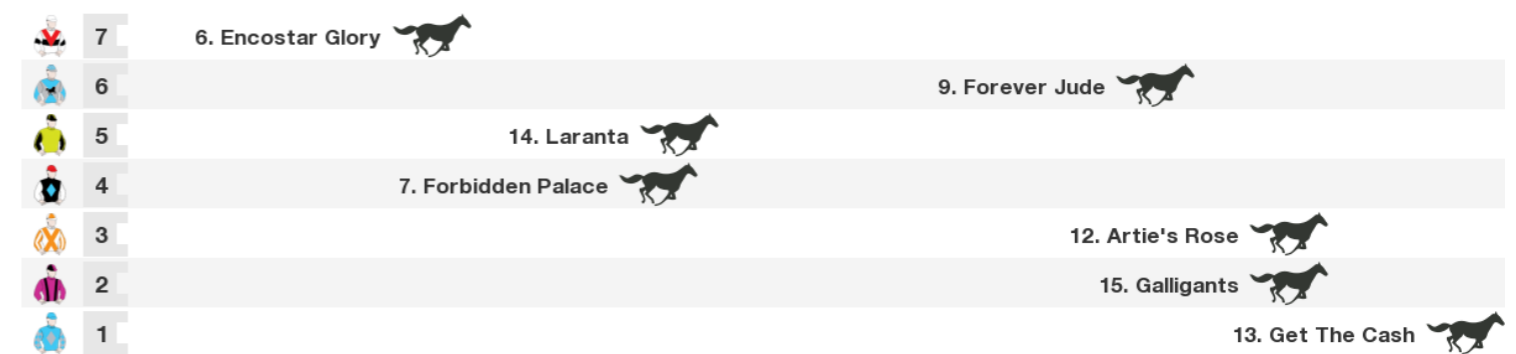 7 6. Encostar Glory
6 9. Forever Jude
5 14. Laranta
4 7. Forbidden Palace
3 12. Artie's Rose
2 15. Galligants
1 13. Get The Cash